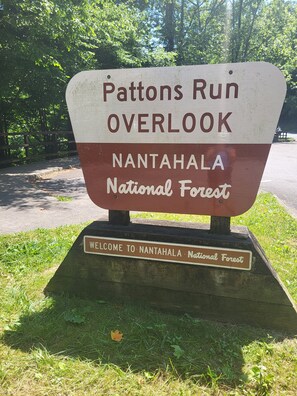 Pattons Run
OVERLOOK
NANTAHALA
National Forest
WELCOME TO NANTAHALA National Forest